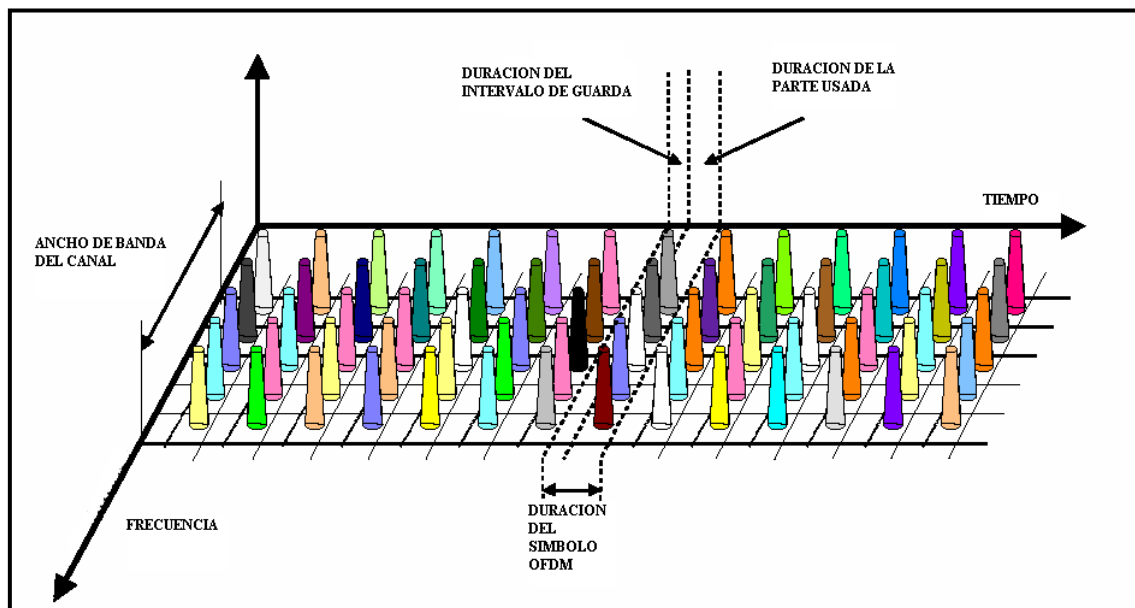 DURACION DEL
INTERVALO DE GUARDA
DURACION DE LA
PARTE USADA
TIEMPO
ANCHO DE BANDA
DEL CANAL
FRECUENCIA
DURACION
DEL
SIMBOLO
OFDM